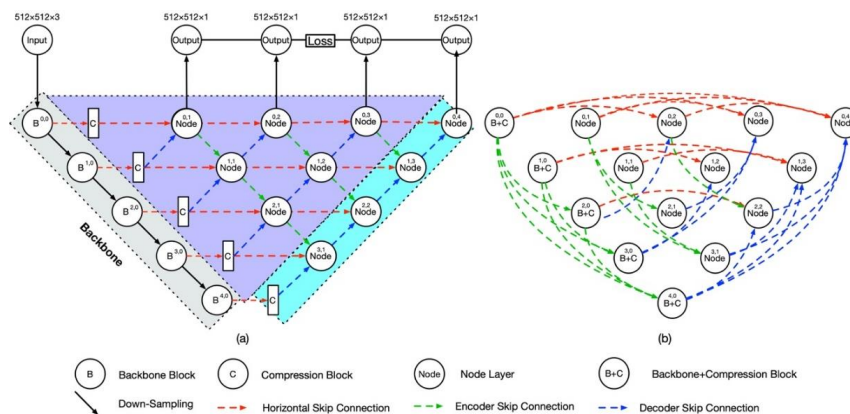 512×512×3 512×512×1 512×512×1 512×512×1 512×512×1
Input Output Output Loss Output Output
B0,0 C 0,1 Node 0,2 Node 0,3 Node 0,4 Node
B1,0 C 1,1 Node 1,2 Node 1,3 Node
B2,0 C 2,1 Node 2,2 Node
B3,0 C 3,1 Node
B4,0 C
Backbone
(a)
0,0 B+C 0,1 Node 0,2 Node 0,3 Node 0,4 Node
1,0 B+C 1,1 Node 1,2 Node 1,3 Node
2,0 B+C 2,1 Node 2,2 Node
3,0 B+C 3,1 Node
4,0 B+C
(b)
B Backbone Block C Compression Block Node Node Layer B+C Backbone+Compression Block
Down-Sampling Horizontal Skip Connection Encoder Skip Connection Decoder Skip Connection